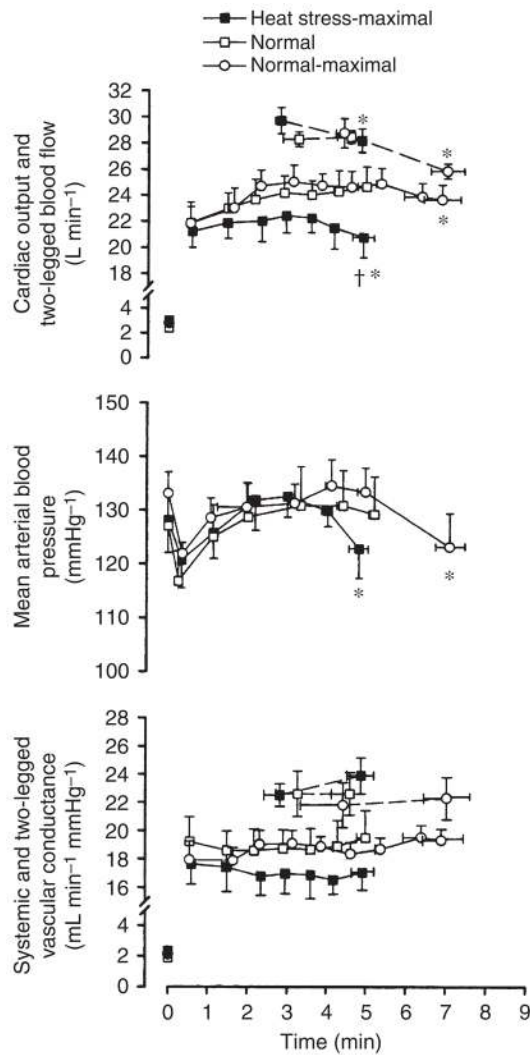 Heat stress-maximal
Normal
Normal-maximal
Cardiac output and
two-legged blood flow
(L min⁻¹)
32
30
28
26
24
22
20
18
4
2
0
*
*
*
† *
Mean arterial blood
pressure
(mmHg⁻¹)
150
140
130
120
110
100
*
*
Systemic and two-legged
vascular conductance
(mL min⁻¹ mmHg⁻¹)
28
26
24
22
20
18
16
4
2
0
0 1 2 3 4 5 6 7 8 9
Time (min)